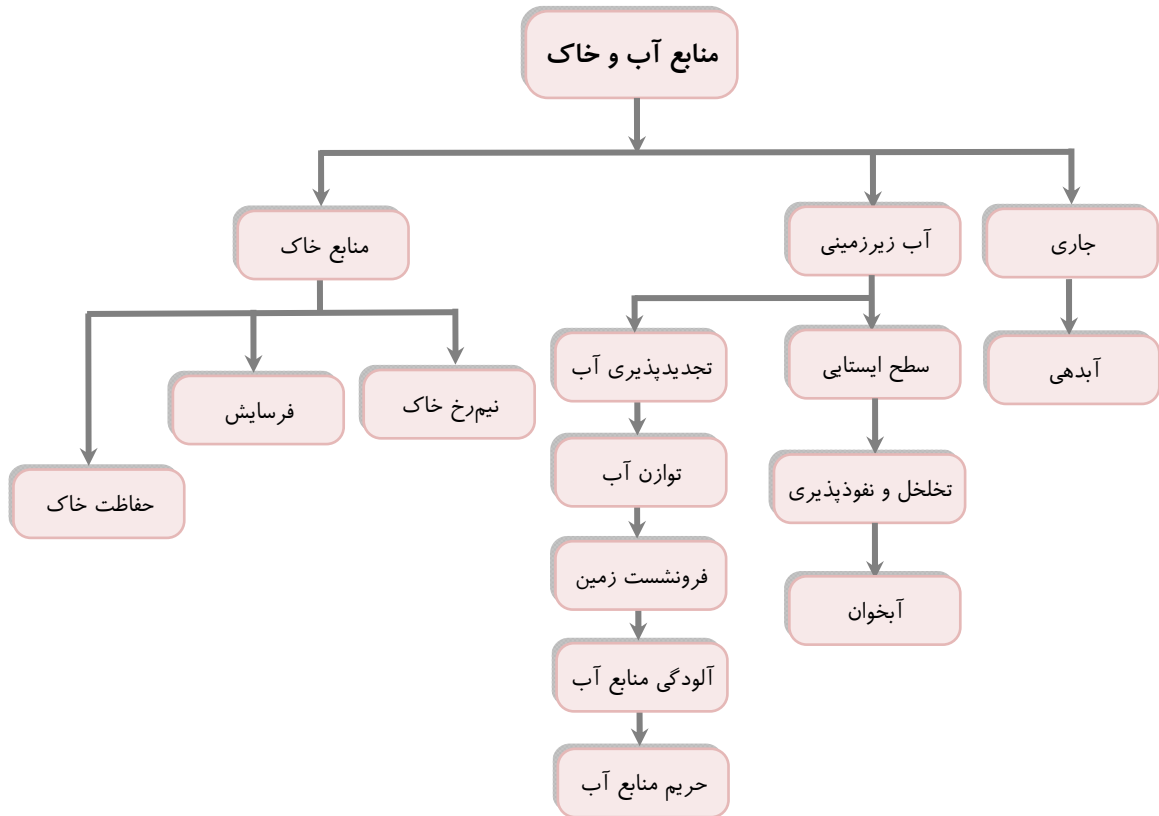 منابع آب و خاک
جاری
آب زیرزمینی
منابع خاک
آبدهی
سطح ایستایی
تجدیدپذیری آب
نیم‌رخ خاک
فرسایش
حفاظت خاک
تخلخل و نفوذپذیری
توازن آب
آبخوان
فرونشست زمین
آلودگی منابع آب
حریم منابع آب